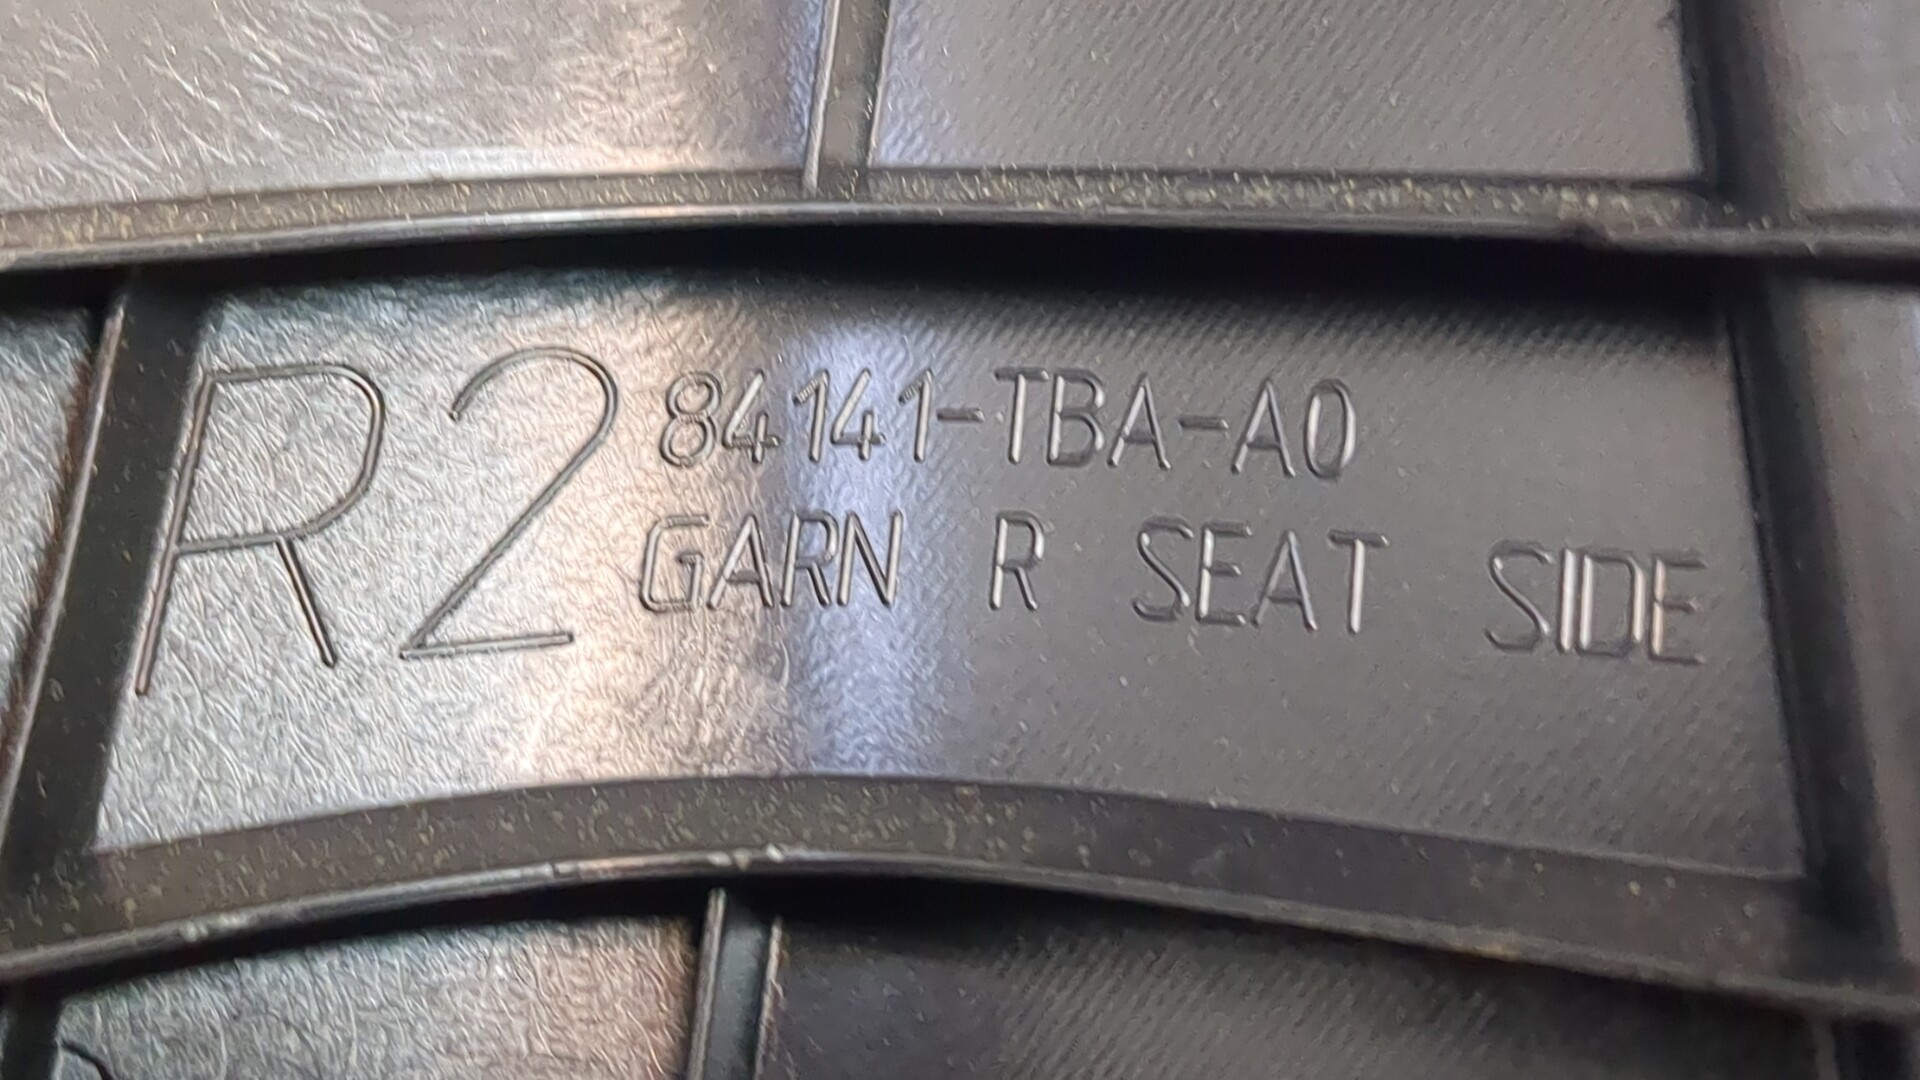 R2
84141-TBA-A0
GARN R SEAT SIDE